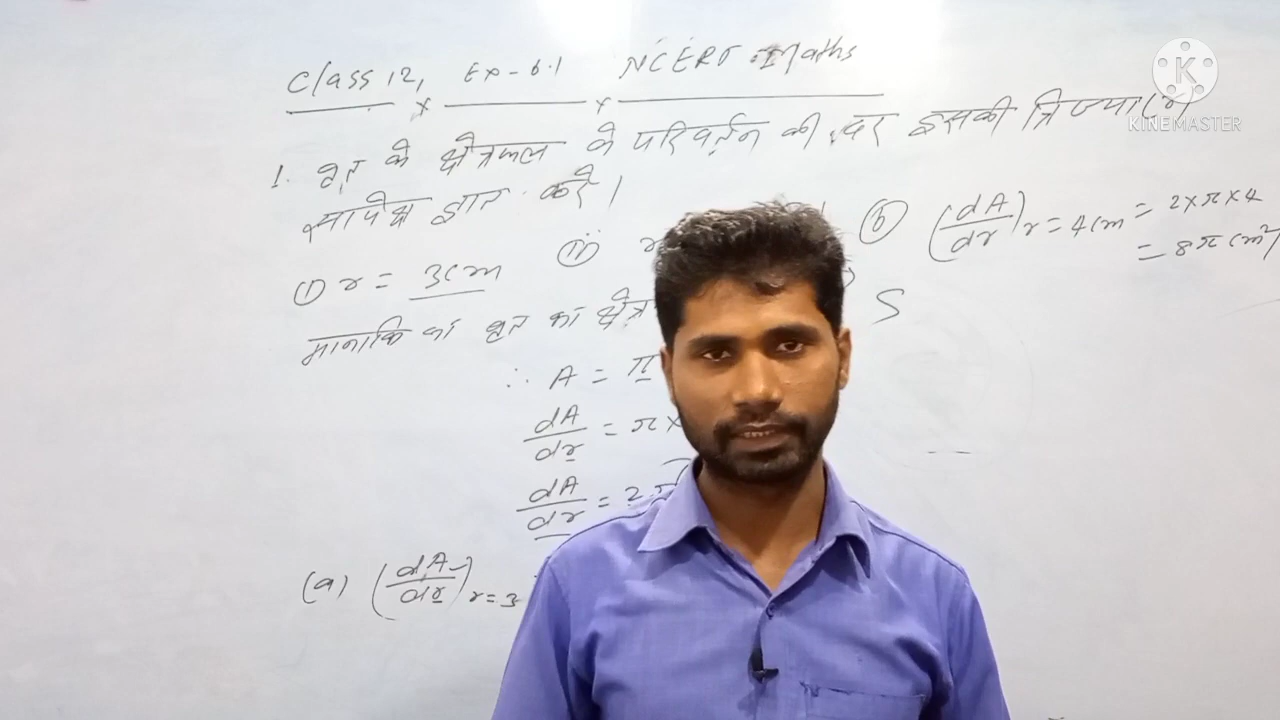 Class 12, Ex-6.1 NCERT Maths
1. वृत के क्षेत्रफल के परिवर्तन की दर इसकी त्रिज्या (r)
सापेक्ष ज्ञात करे।
(i) r = 3cm (ii) r
मानाकि वृत का क्षेत्र
∴ A = π
dA/dr = π×
dA/dr = 2π
(a) (dA/dr) r=3
(b) (dA/dr) r=4cm = 2×π×4
= 8π cm²/
S
K
KINEMASTER